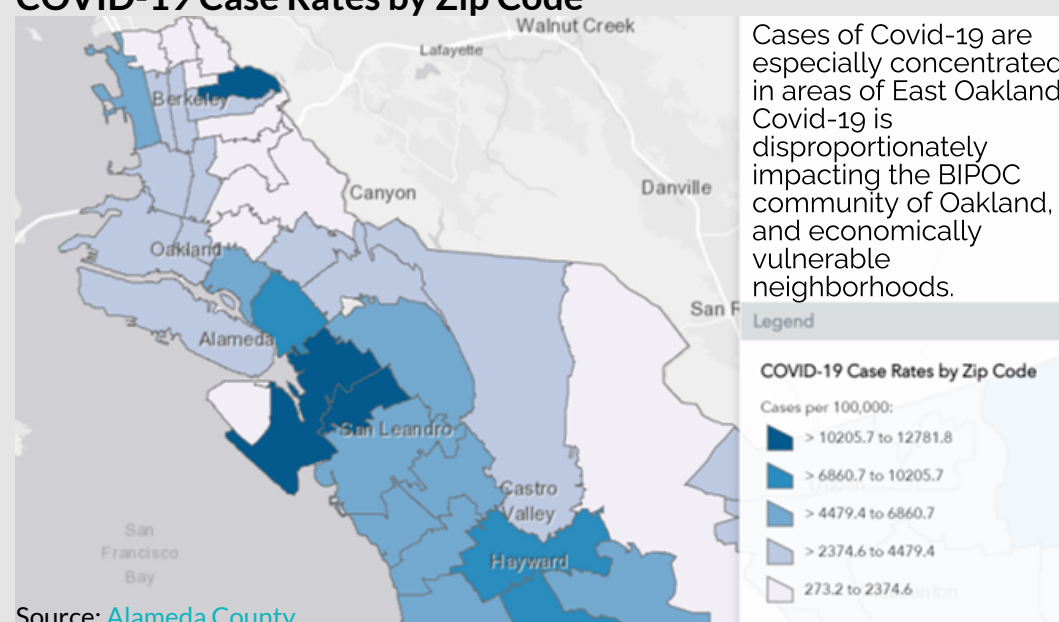 COVID-19 Case Rates by Zip Code
Walnut Creek
Lafayette
Berkeley
Canyon
Danville
Oakland
San R
Alameda
San Leandro
Castro
Valley
Hayward
San
Francisco
Bay
Source: Alameda County
Cases of Covid-19 are
especially concentrated
in areas of East Oakland
Covid-19 is
disproportionately
impacting the BIPOC
community of Oakland,
and economically
vulnerable
neighborhoods.
Legend
COVID-19 Case Rates by Zip Code
Cases per 100,000:
> 10205.7 to 12781.8
> 6860.7 to 10205.7
> 4479.4 to 6860.7
> 2374.6 to 4479.4
273.2 to 2374.6